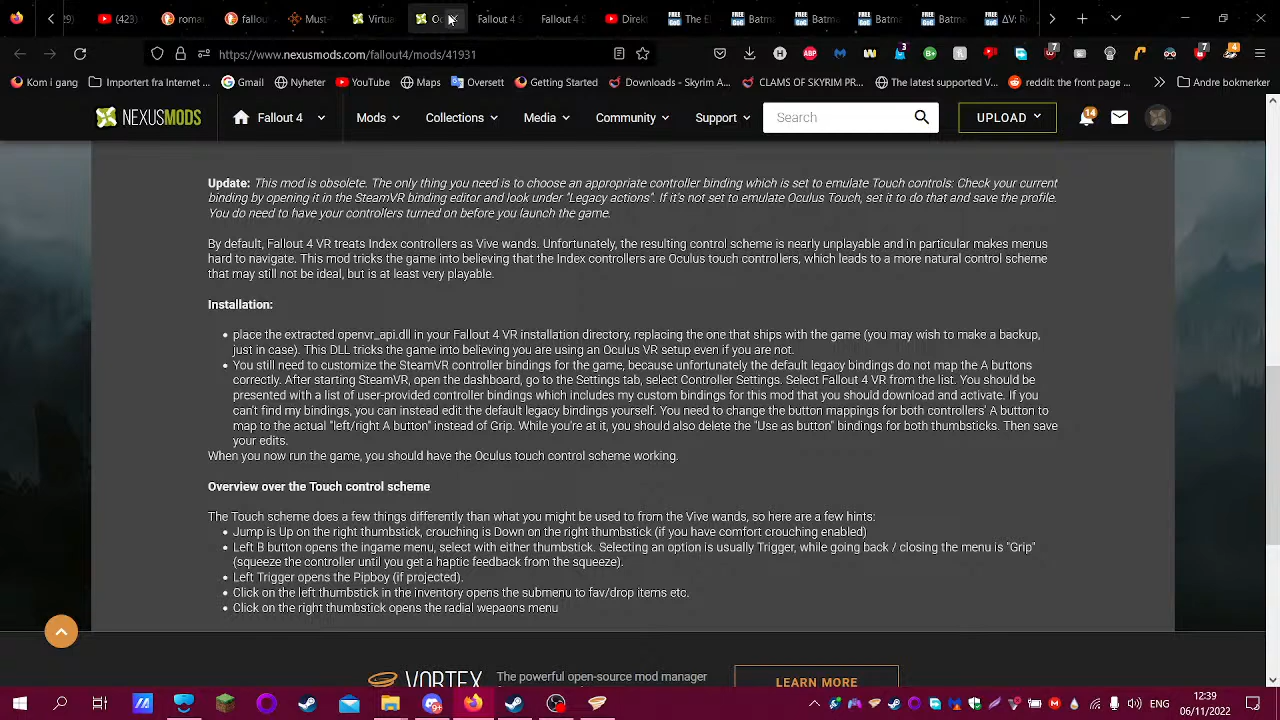 (423)
roman
fallou
Must-
Virtua
Fallout 4 S
Fallout 4 S
Direkt
The El
Batma
Batma
Batme
Batme
ΔV: Ri
https://www.nexusmods.com/fallout4/mods/41931
Kom i gang
Importert fra Internet ...
Gmail
Nyheter
YouTube
Maps
Oversett
Getting Started
Downloads - Skyrim A...
CLAMS OF SKYRIM PR...
The latest supported V...
reddit: the front page ...
Andre bokmerker
NEXUSMODS
Fallout 4
Mods
Collections
Media
Community
Support
Search
UPLOAD
14
Update: This mod is obsolete. The only thing you need is to choose an appropriate controller binding which is set to emulate Touch controls: Check your current
binding by opening it in the SteamVR binding editor and look under "Legacy actions". If it's not set to emulate Oculus Touch, set it to do that and save the profile.
You do need to have your controllers turned on before you launch the game.
By default, Fallout 4 VR treats Index controllers as Vive wands. Unfortunately, the resulting control scheme is nearly unplayable and in particular makes menus
hard to navigate. This mod tricks the game into believing that the Index controllers are Oculus touch controllers, which leads to a more natural control scheme
that may still not be ideal, but is at least very playable.
Installation:
place the extracted openvr_api.dll in your Fallout 4 VR installation directory, replacing the one that ships with the game (you may wish to make a backup,
just in case). This DLL tricks the game into believing you are using an Oculus VR setup even if you are not.
You still need to customize the SteamVR controller bindings for the game, because unfortunately the default legacy bindings do not map the A buttons
correctly. After starting SteamVR, open the dashboard, go to the Settings tab, select Controller Settings. Select Fallout 4 VR from the list. You should be
presented with a list of user-provided controller bindings which includes my custom bindings for this mod that you should download and activate. If you
can't find my bindings, you can instead edit the default legacy bindings yourself. You need to change the button mappings for both controllers' A button to
map to the actual "left/right A button" instead of Grip. While you're at it, you should also delete the "Use as button" bindings for both thumbsticks. Then save
your edits.
When you now run the game, you should have the Oculus touch control scheme working.
Overview over the Touch control scheme
The Touch scheme does a few things differently than what you might be used to from the Vive wands, so here are a few hints:
Jump is Up on the right thumbstick, crouching is Down on the right thumbstick (if you have comfort crouching enabled)
Left B button opens the ingame menu, select with either thumbstick. Selecting an option is usually Trigger, while going back / closing the menu is "Grip"
(squeeze the controller until you get a haptic feedback from the squeeze).
Left Trigger opens the Pipboy (if projected).
Click on the left thumbstick in the inventory opens the submenu to fav/drop items etc.
Click on the right thumbstick opens the radial wepaons menu
VORTEX
The powerful open-source mod manager
LEARN MORE
ENG
12:39
06/11/2022